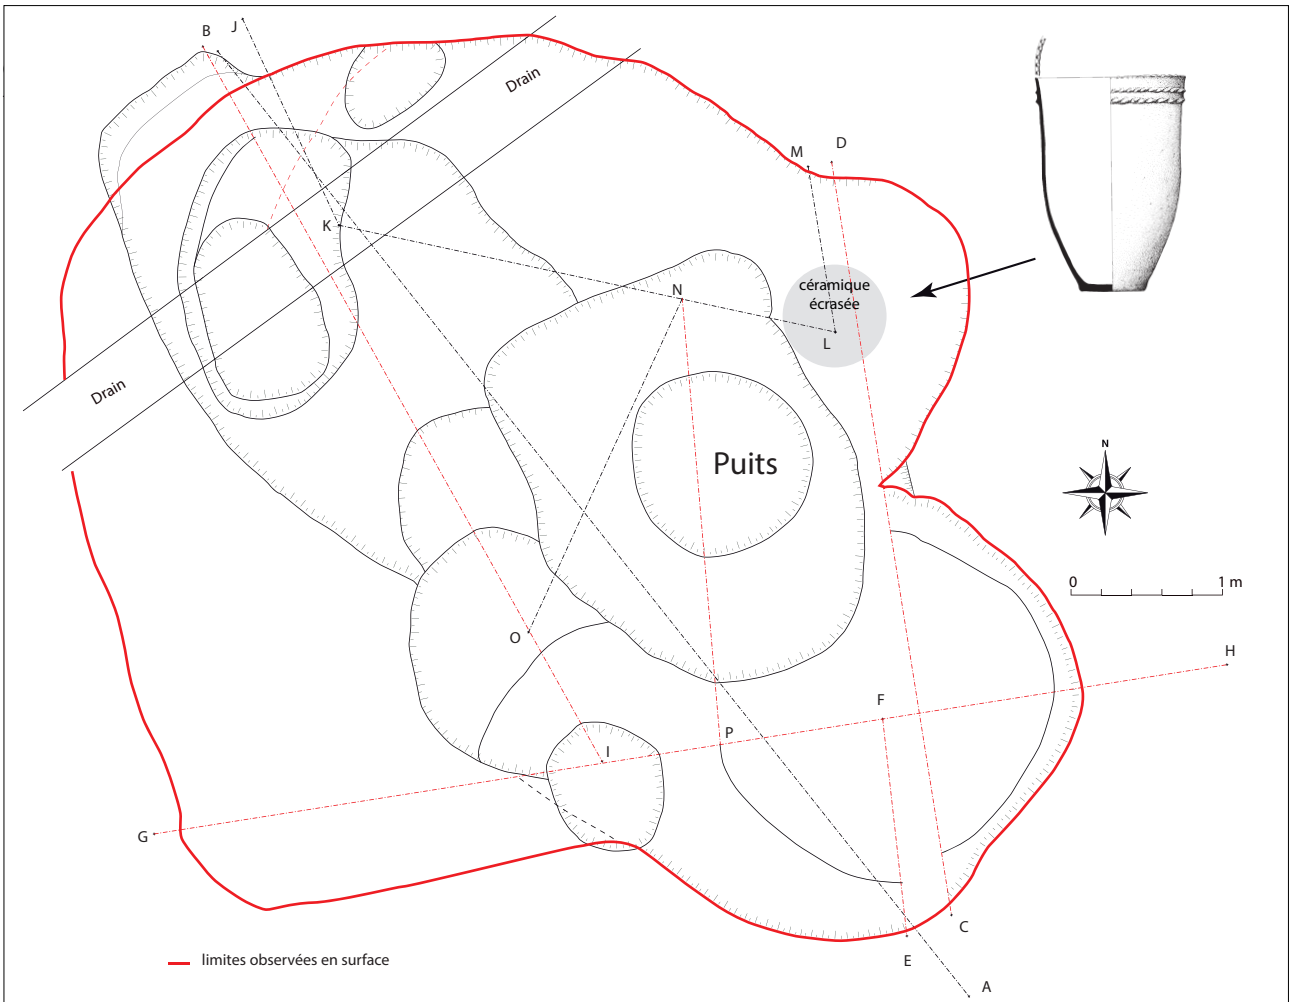 J
B
Drain
M
D
K
N
céramique
écrasée
L
Drain
Puits
N
0 1 m
O
H
F
P
I
G
C
E
A
limites observées en surface